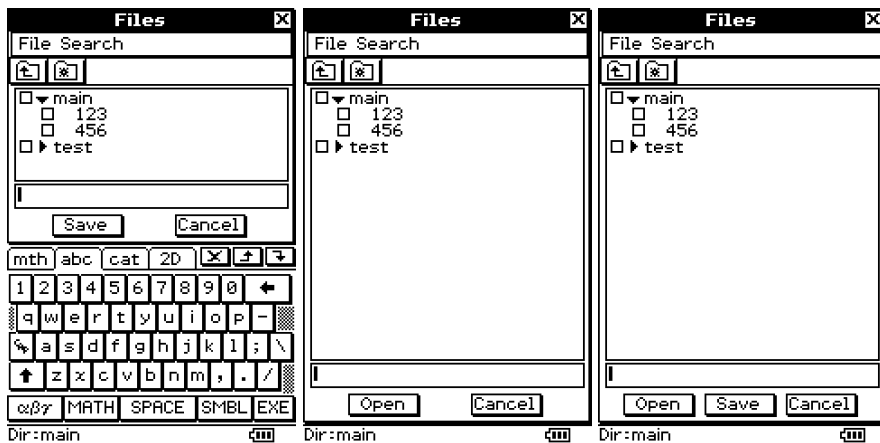 Files
File Search
main
123
456
test
Save Cancel
mth abc cat 2D
1 2 3 4 5 6 7 8 9 0
q w e r t y u i o p -
a s d f g h j k l ; \
z x c v b n m , . /
αβγ MATH SPACE SMBL EXE
Dir:main
Files
File Search
main
123
456
test
Open Cancel
Dir:main
Files
File Search
main
123
456
test
Open Save Cancel
Dir:main